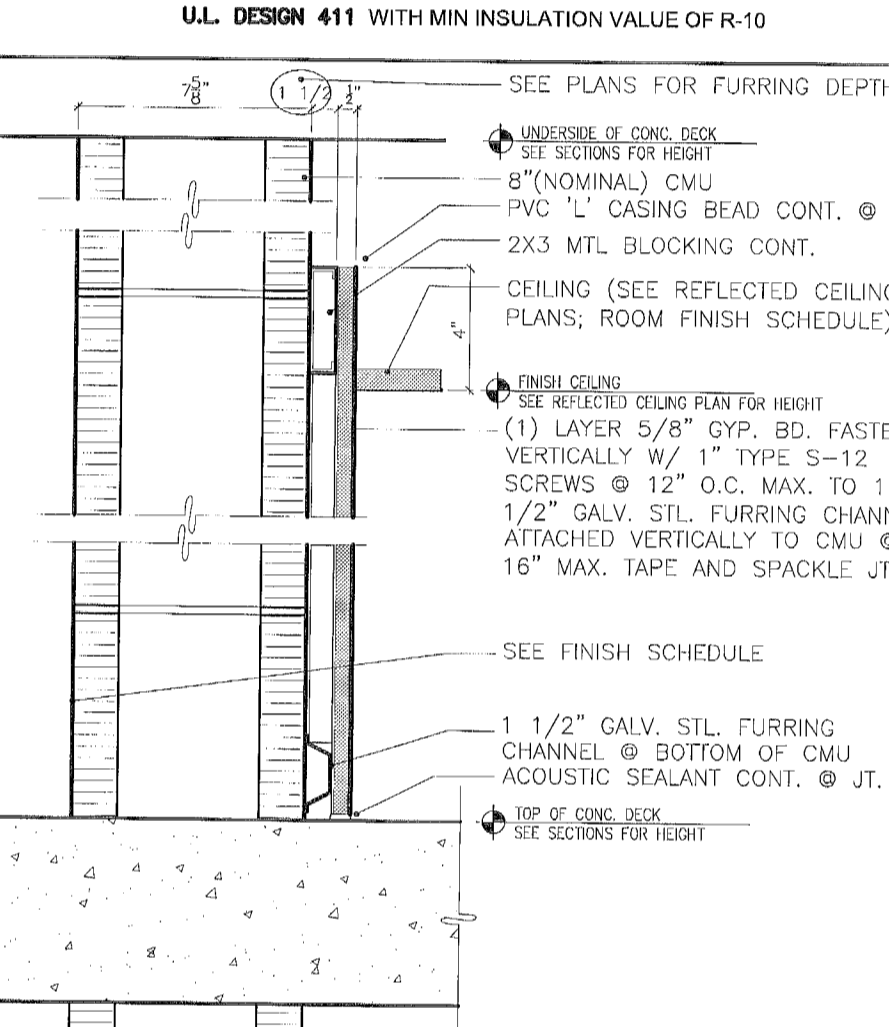 U.L. DESIGN 411 WITH MIN INSULATION VALUE OF R-10
7 5/8"
1 1/2
1/2"
SEE PLANS FOR FURRING DEPTH
UNDERSIDE OF CONC. DECK
SEE SECTIONS FOR HEIGHT
8"(NOMINAL) CMU
PVC 'L' CASING BEAD CONT. @
2X3 MTL BLOCKING CONT.
CEILING (SEE REFLECTED CEILING
PLANS; ROOM FINISH SCHEDULE)
4"
FINISH CEILING
SEE REFLECTED CEILING PLAN FOR HEIGHT
(1) LAYER 5/8" GYP. BD. FASTE
VERTICALLY W/ 1" TYPE S-12
SCREWS @ 12" O.C. MAX. TO 1
1/2" GALV. STL. FURRING CHANN
ATTACHED VERTICALLY TO CMU @
16" MAX. TAPE AND SPACKLE JT
SEE FINISH SCHEDULE
1 1/2" GALV. STL. FURRING
CHANNEL @ BOTTOM OF CMU
ACOUSTIC SEALANT CONT. @ JT.
TOP OF CONC. DECK
SEE SECTIONS FOR HEIGHT